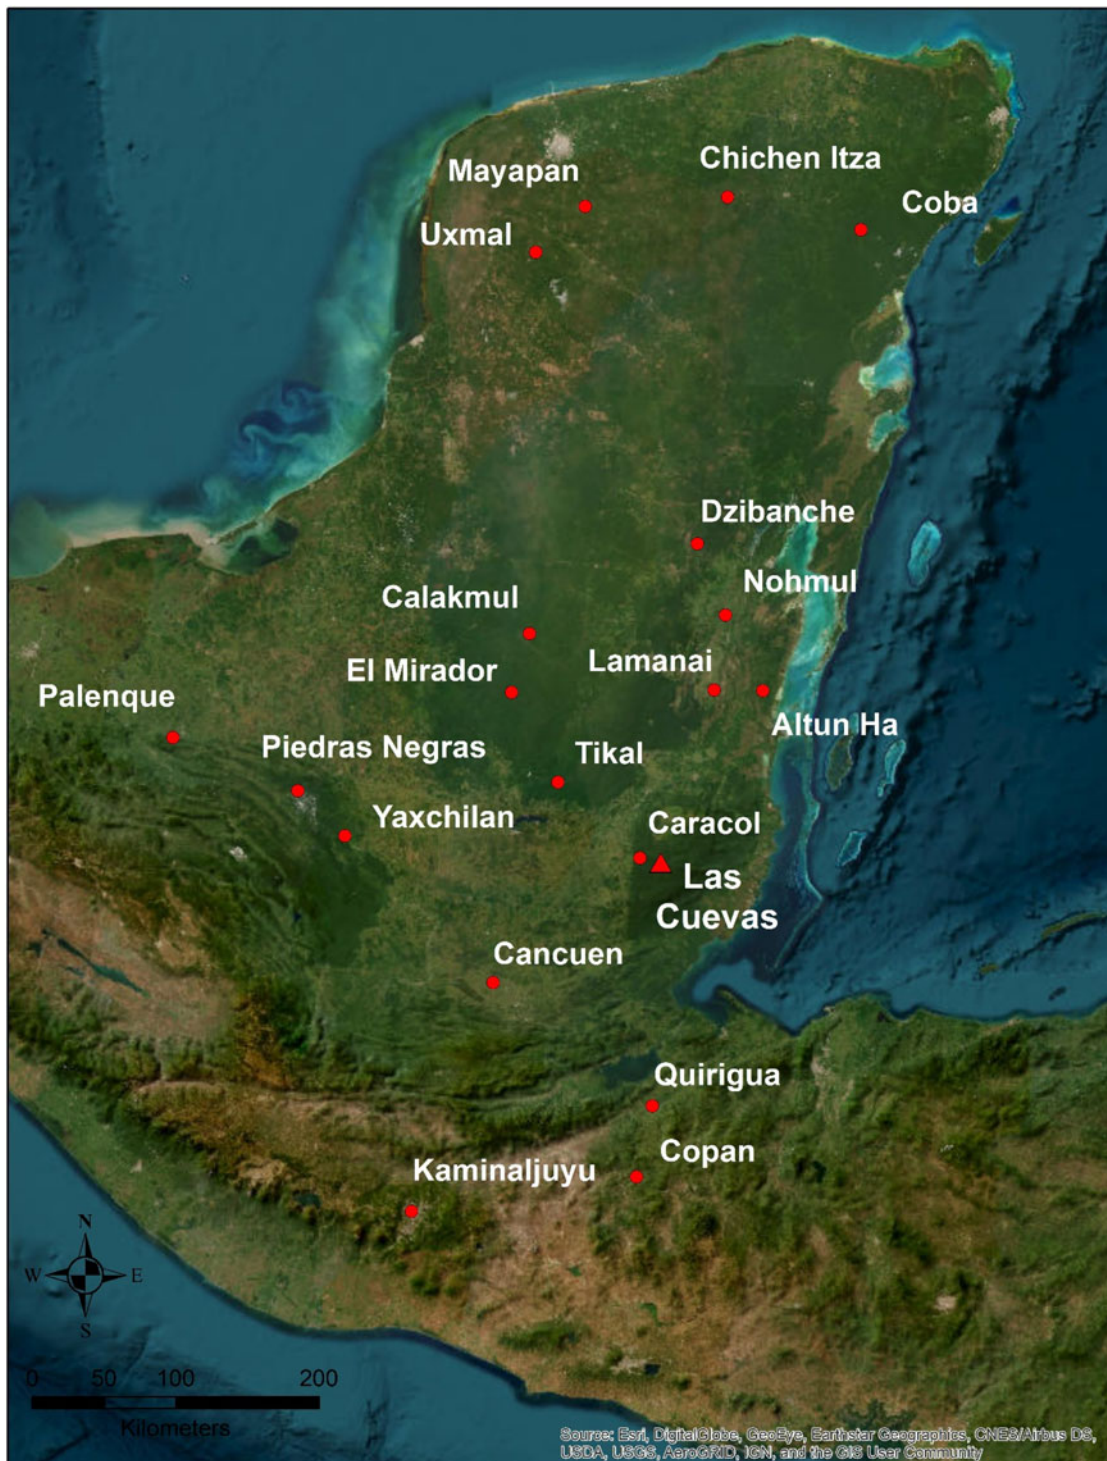 Chichen Itza
Mayapan
Coba
Uxmal
Dzibanche
Nohmul
Calakmul
Lamanai
El Mirador
Palenque
Altun Ha
Piedras Negras
Tikal
Yaxchilan
Caracol
Las
Cuevas
Cancuen
Quirigua
Copan
Kaminaljuyu
N
W E
S
0 50 100 200
Kilometers
Source: Esri, DigitalGlobe, GeoEye, Earthstar Geographics, CNES/Airbus DS,
USDA, USGS, AeroGRID, IGN, and the GIS User Community